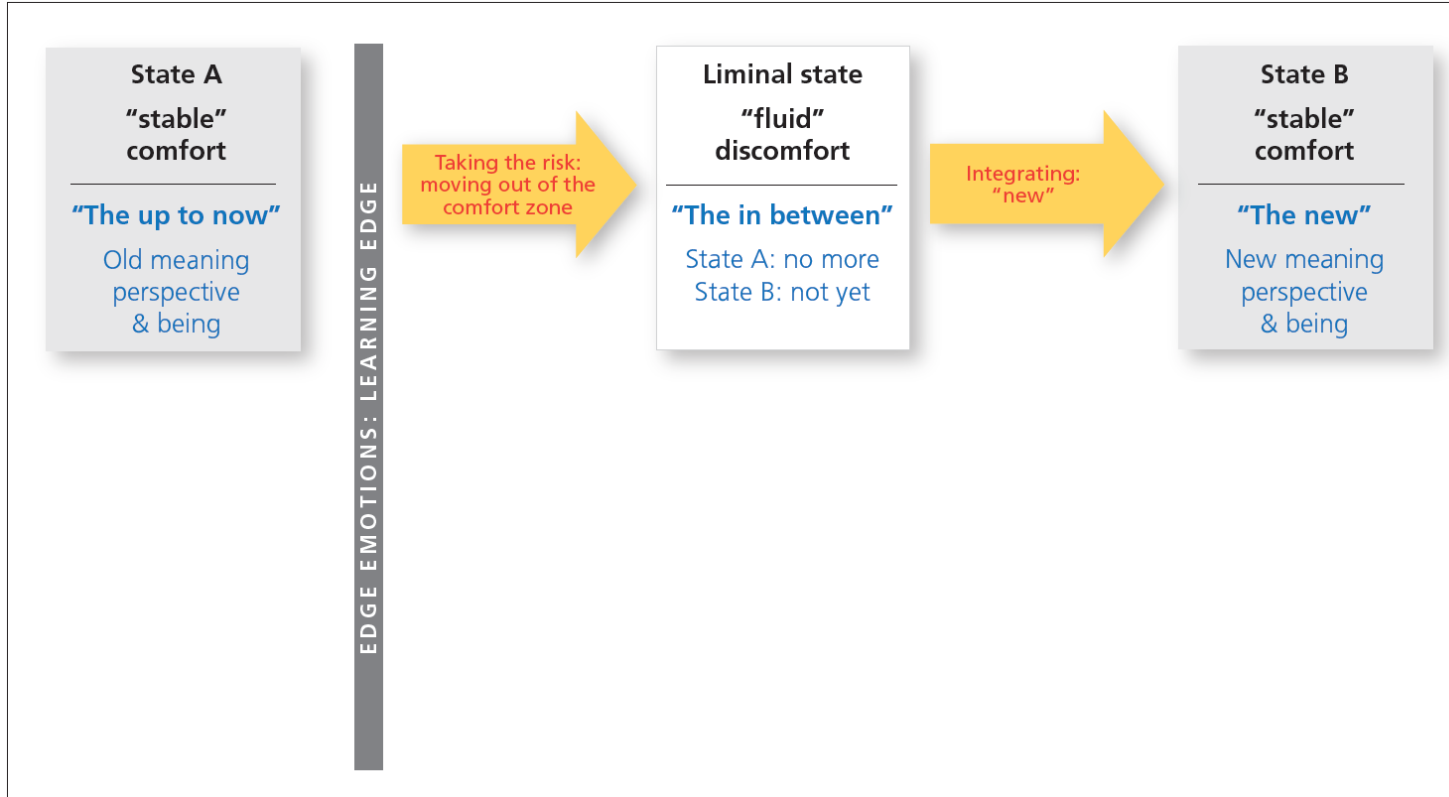 State A
“stable”
comfort
“The up to now”
Old meaning
perspective
& being
EDGE EMOTIONS: LEARNING EDGE
Taking the risk:
moving out of the
comfort zone
Liminal state
“fluid”
discomfort
“The in between”
State A: no more
State B: not yet
Integrating:
“new”
State B
“stable”
comfort
“The new”
New meaning
perspective
& being